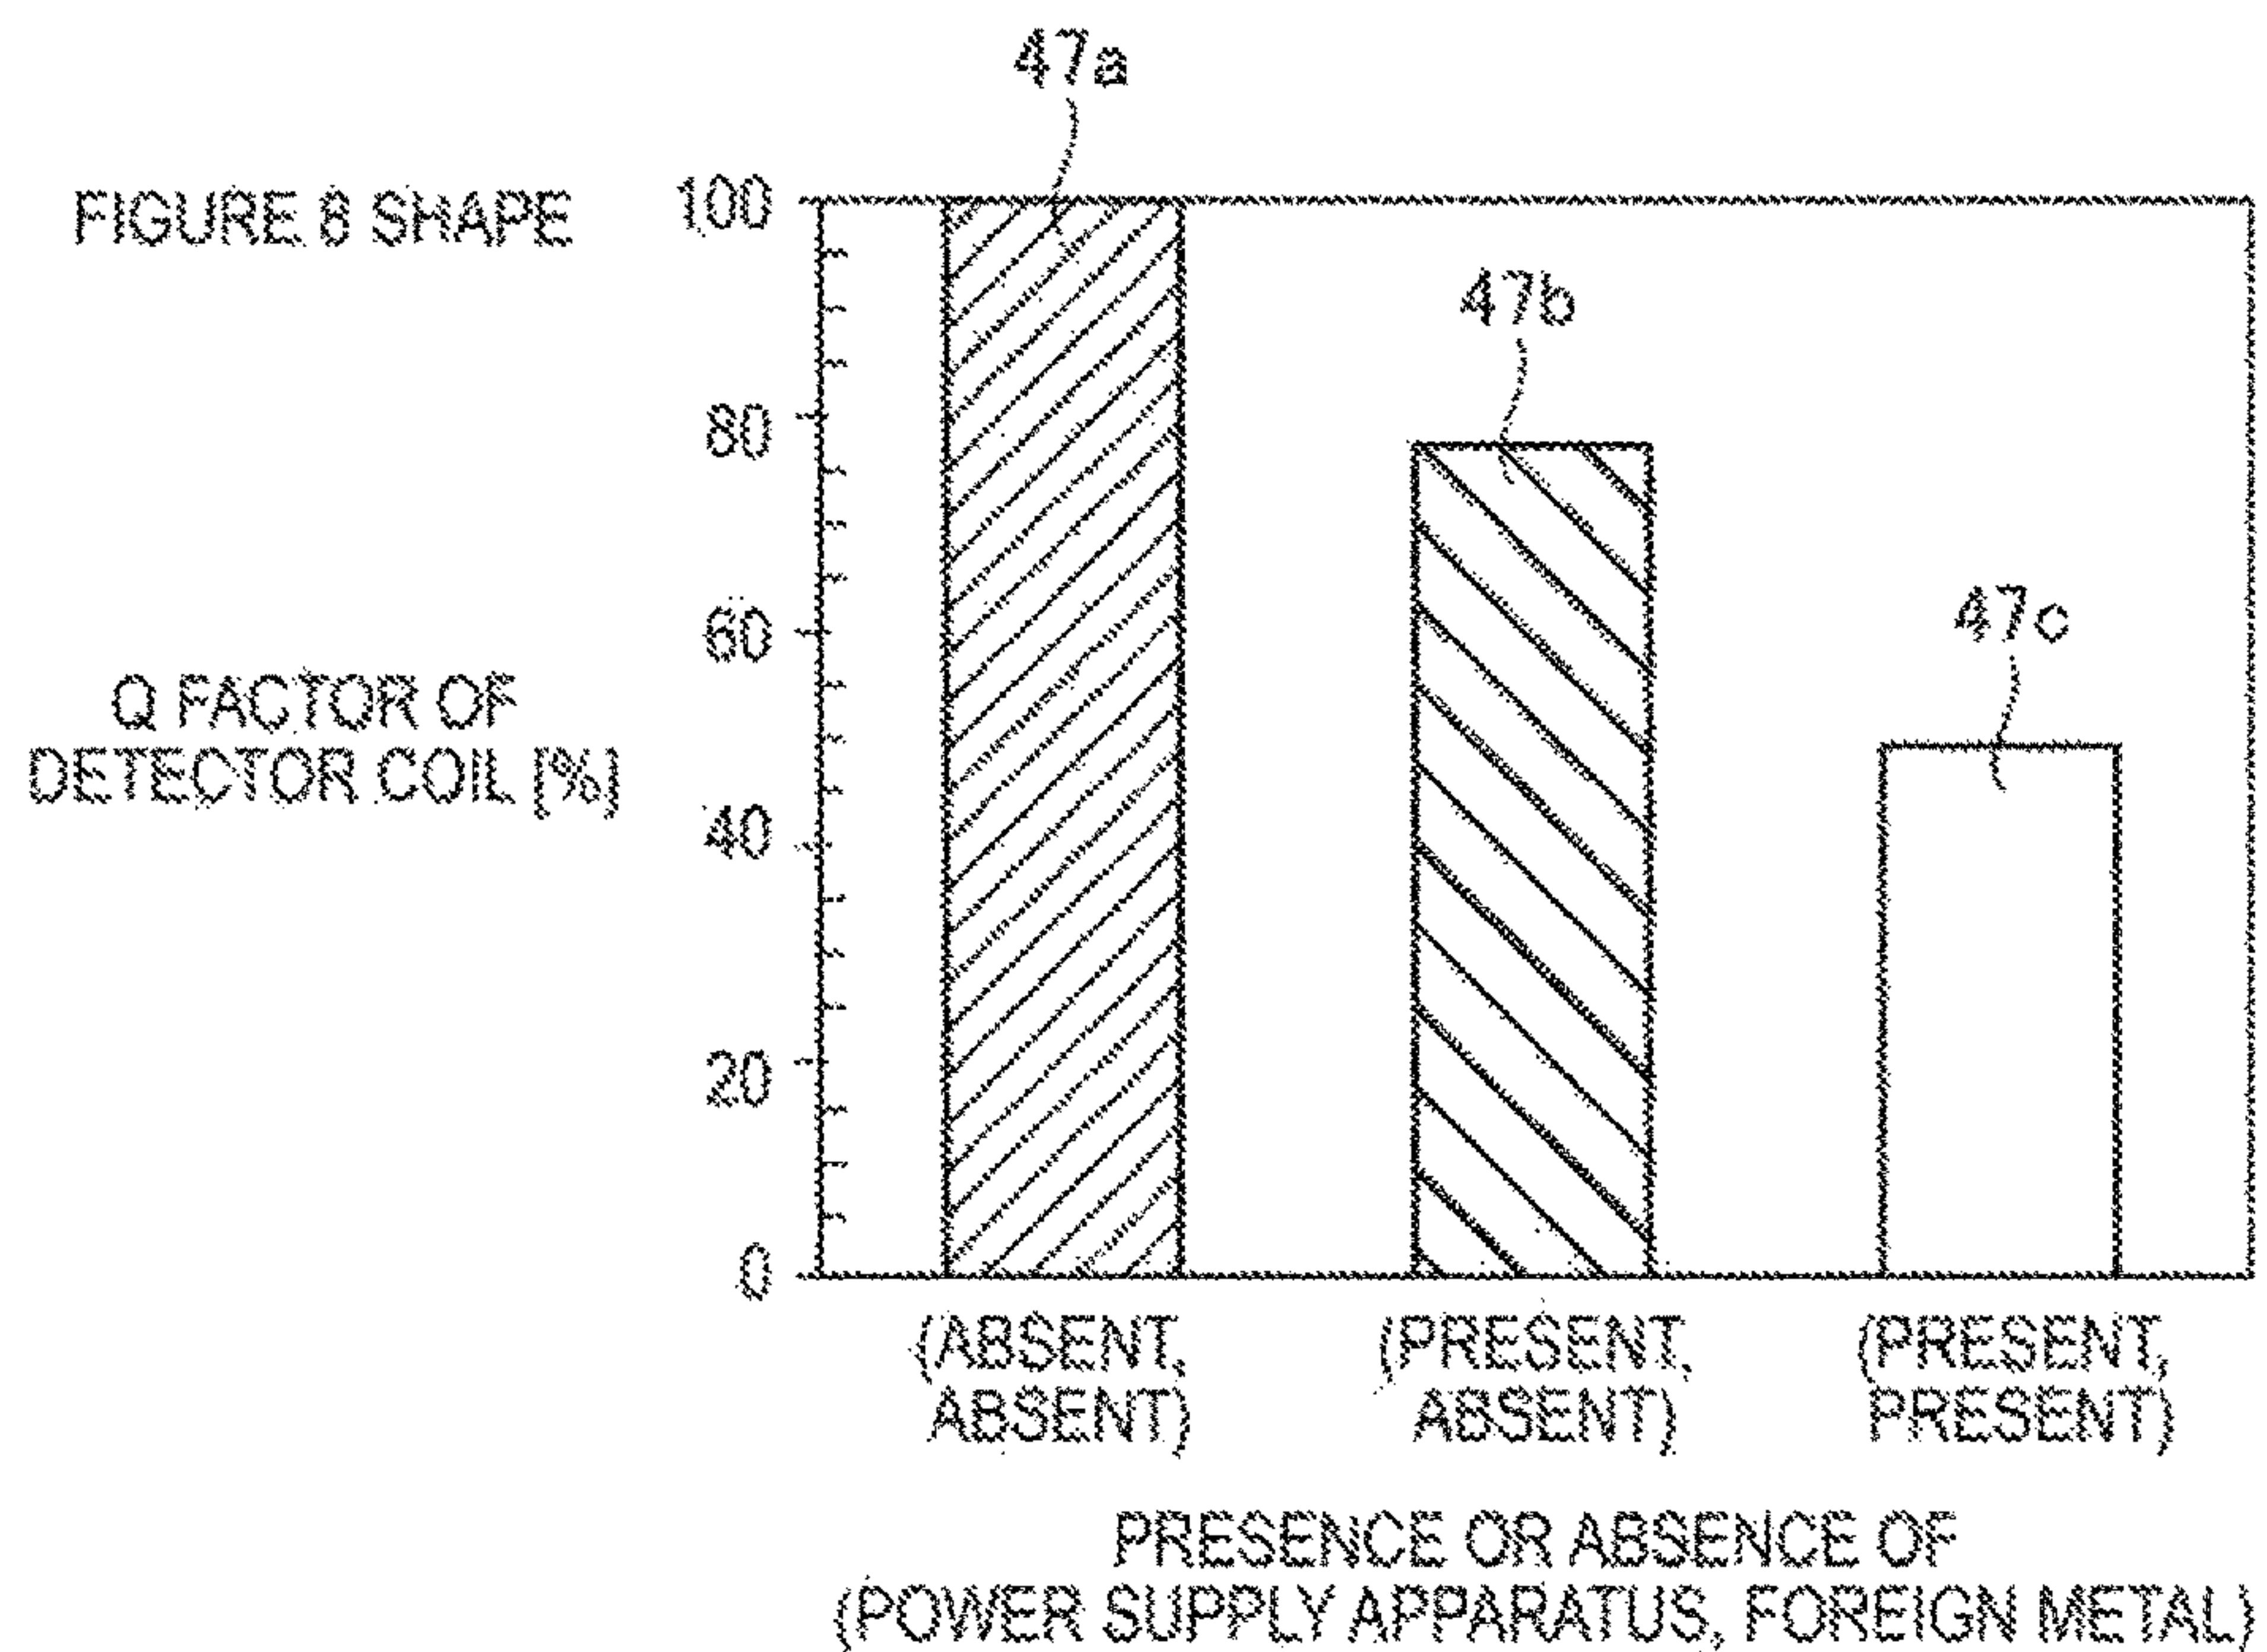 47a
FIGURE 8 SHAPE
100
47b
80
60
47c
Q FACTOR OF
DETECTOR COIL [%]
40
20
0
(ABSENT,
ABSENT)
(PRESENT,
ABSENT)
(PRESENT,
PRESENT)
PRESENCE OR ABSENCE OF
(POWER SUPPLY APPARATUS, FOREIGN METAL)